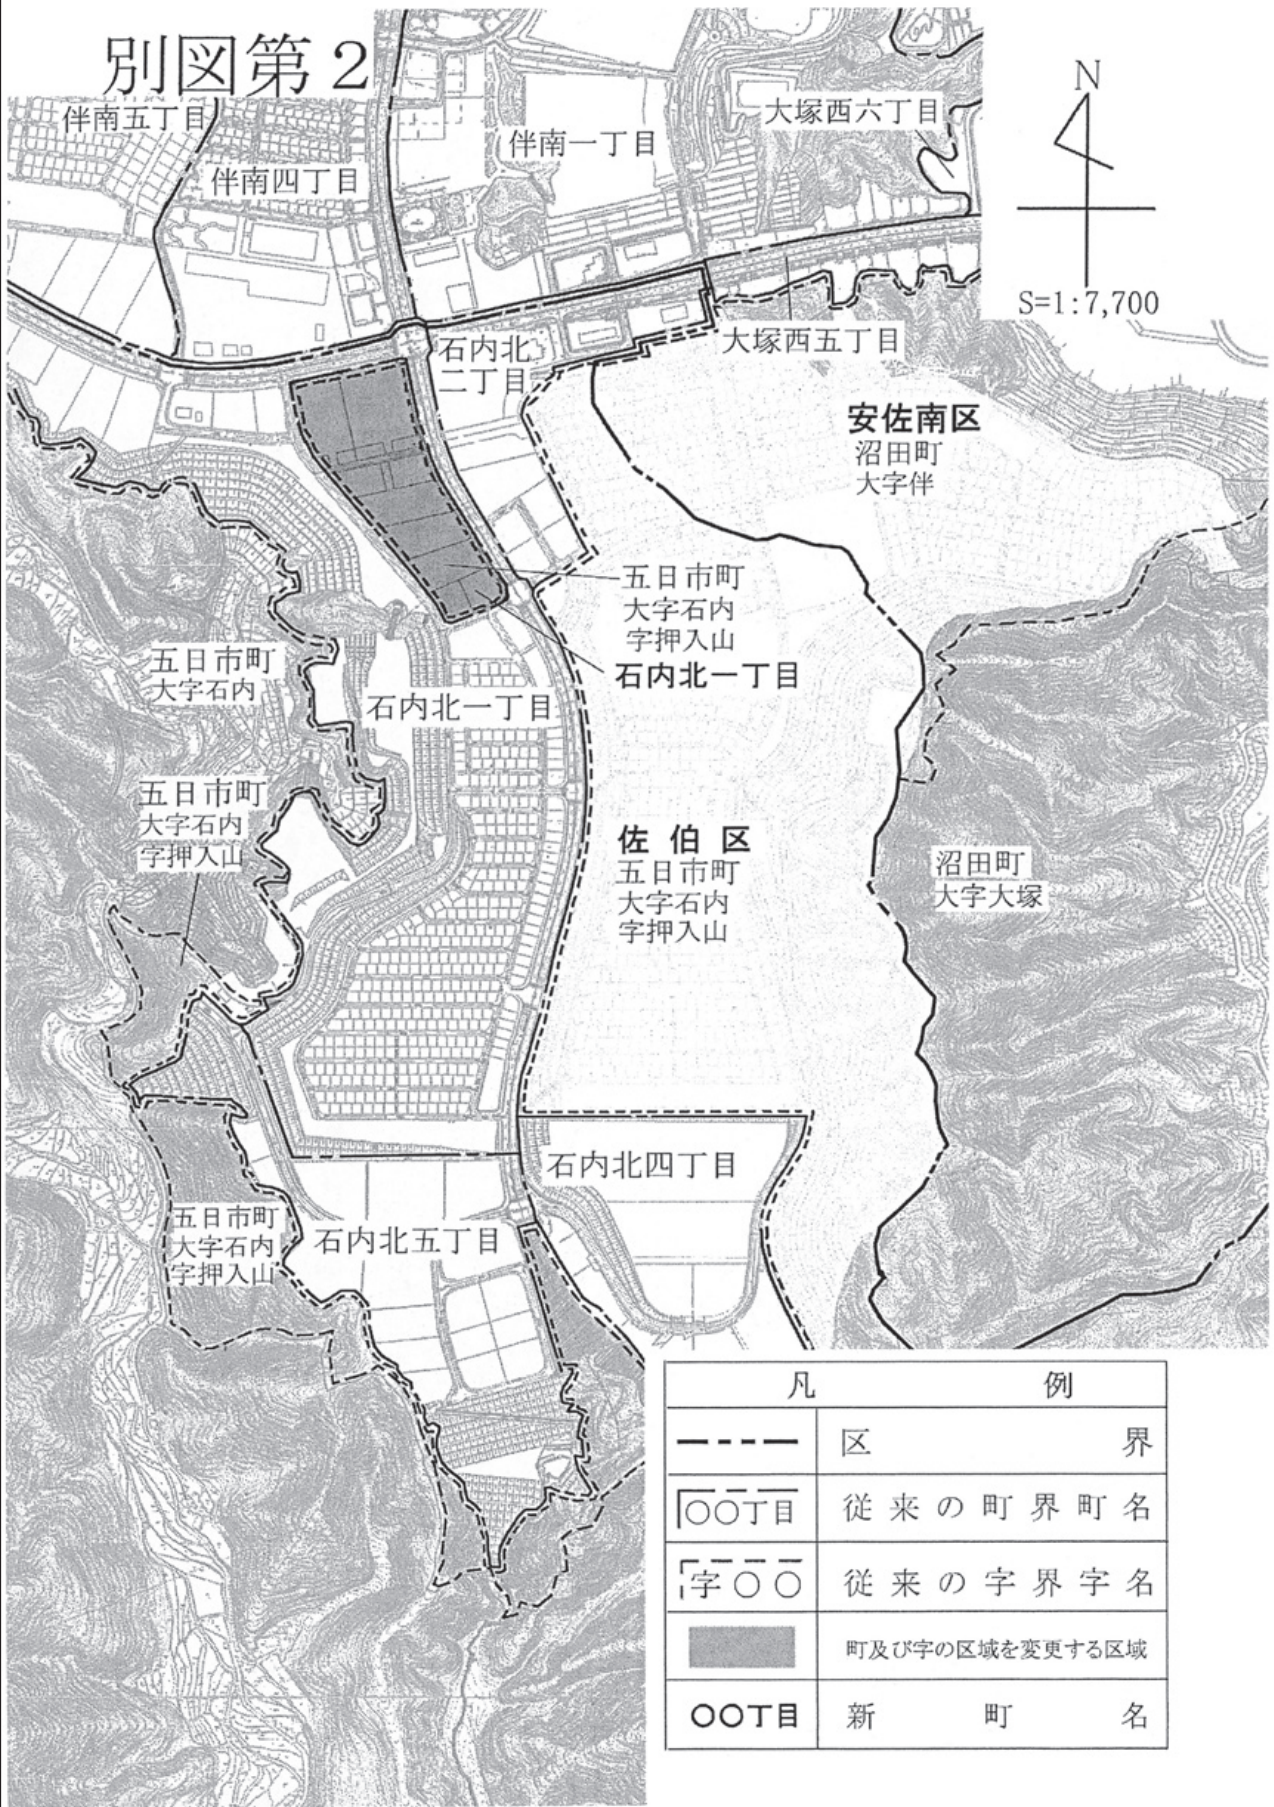 別図第2
伴南五丁目
伴南四丁目
伴南一丁目
大塚西六丁目
N
S=1:7,700
石内北
二丁目
大塚西五丁目
安佐南区
沼田町
大字伴
五日市町
大字石内
字押入山
石内北一丁目
五日市町
大字石内
石内北一丁目
五日市町
大字石内
字押入山
佐伯区
五日市町
大字石内
字押入山
沼田町
大字大塚
石内北四丁目
五日市町
大字石内
字押入山
石内北五丁目
凡例
区界
○○丁目 従来の町界町名
字○○ 従来の字界字名
町及び字の区域を変更する区域
○○丁目 新町名